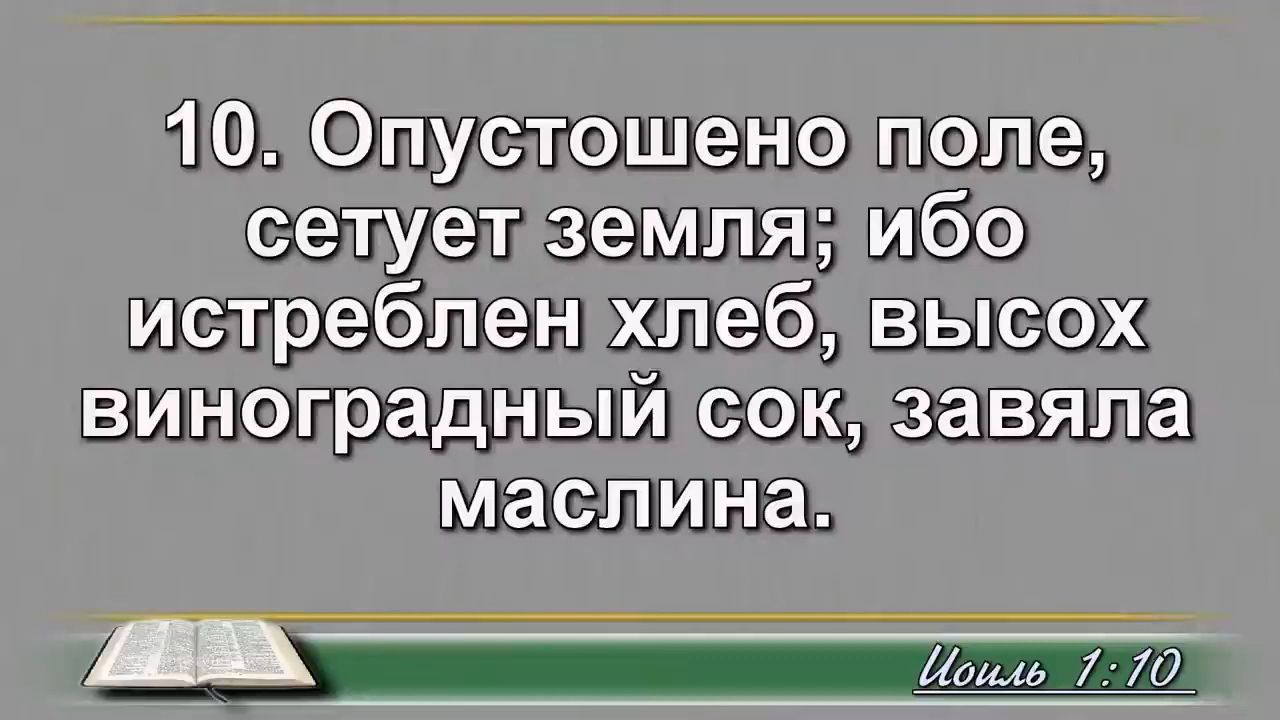 10. Опустошено поле,
сетует земля; ибо
истреблен хлеб, высох
виноградный сок, завяла
маслина.
Иоиль 1:10